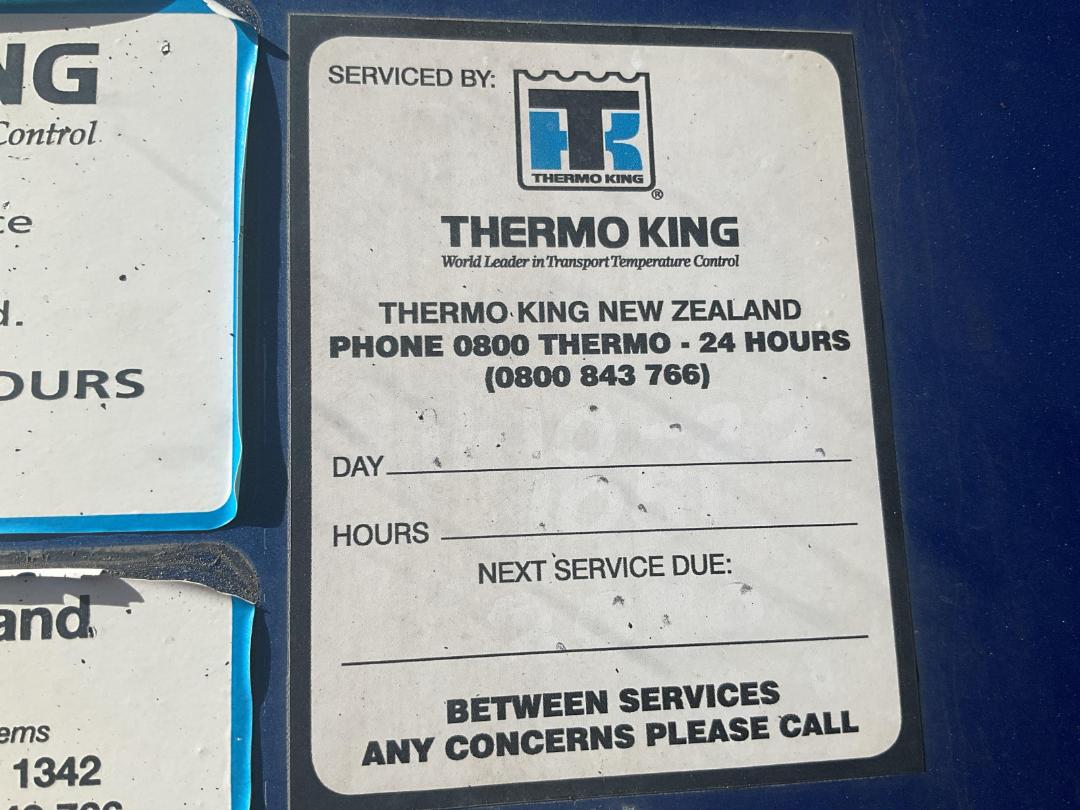 NG
Control
ce
d.
OURS
and
ems
1342
SERVICED BY:
THERMO KING
®
THERMO KING
World Leader in Transport Temperature Control
THERMO KING NEW ZEALAND
PHONE 0800 THERMO - 24 HOURS
(0800 843 766)
DAY
HOURS
NEXT SERVICE DUE:
BETWEEN SERVICES
ANY CONCERNS PLEASE CALL